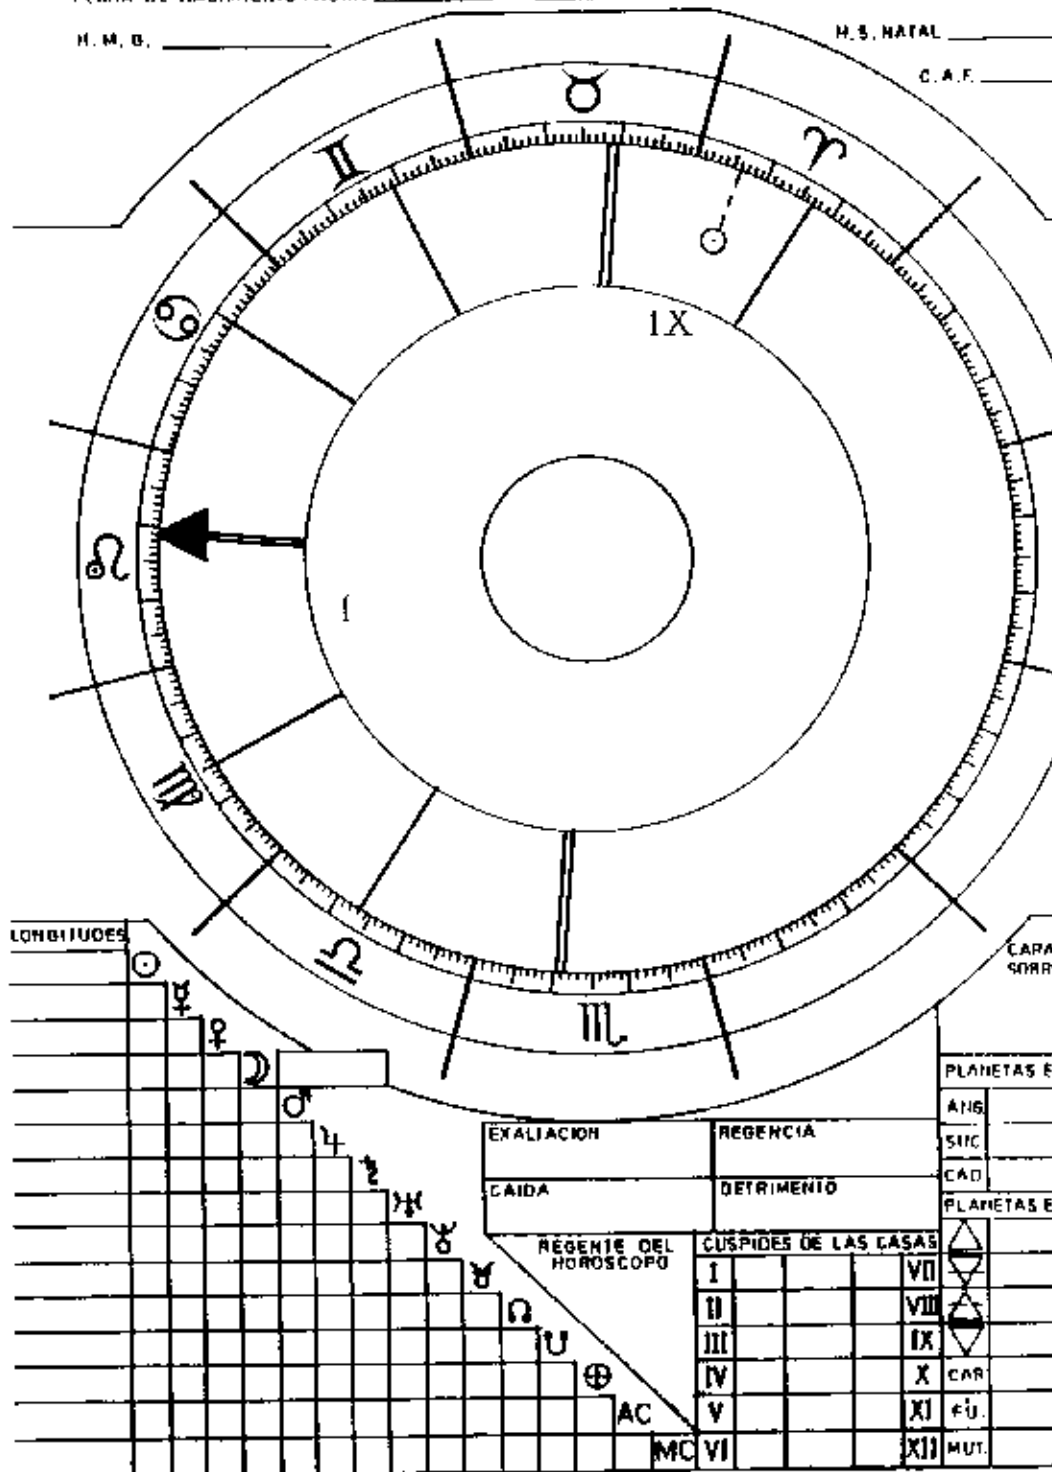 H. M. G.
H. S. NATAL
C. A. F.
♉
♊
♈
♋
IX
♌
I
♍
♎
♏
LONGITUDES
☉
☿
♀
☽
♂
♃
♅
☊
☋
⊕
AC
MC
EXALTACION
REGENCIA
CAIDA
DETRIMENTO
REGENTE DEL
HOROSCOPO
CUSPIDES DE LAS CASAS
I VII
II VIII
III IX
IV X
V XI
VI XII
CARA
SOBR
PLANETAS E
ANG
SUC
CAD
PLANETAS E
CAR
FIJ.
MUT.